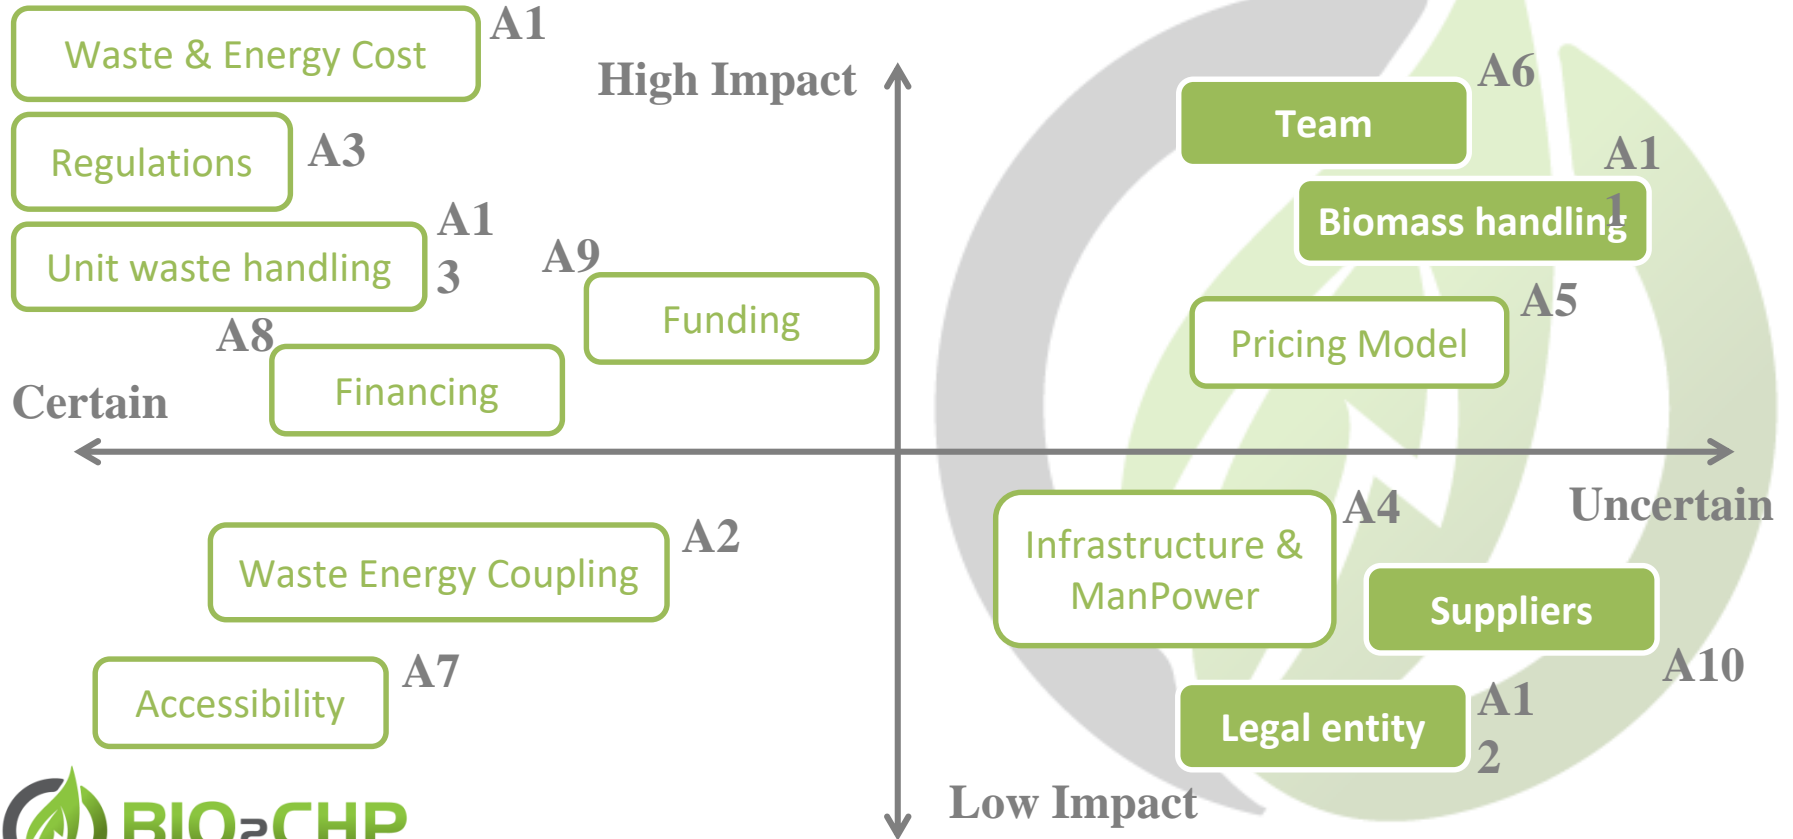 Waste & Energy Cost
A1
Regulations
A3
Unit waste handling
A1
3
High Impact
A9
Funding
A8
Financing
Certain
Team
A6
Biomass handling
A1
1
Pricing Model
A5
Uncertain
Waste Energy Coupling
A2
Accessibility
A7
Infrastructure &
ManPower
A4
Suppliers
A10
Legal entity
A1
2
Low Impact
BIO2CHP